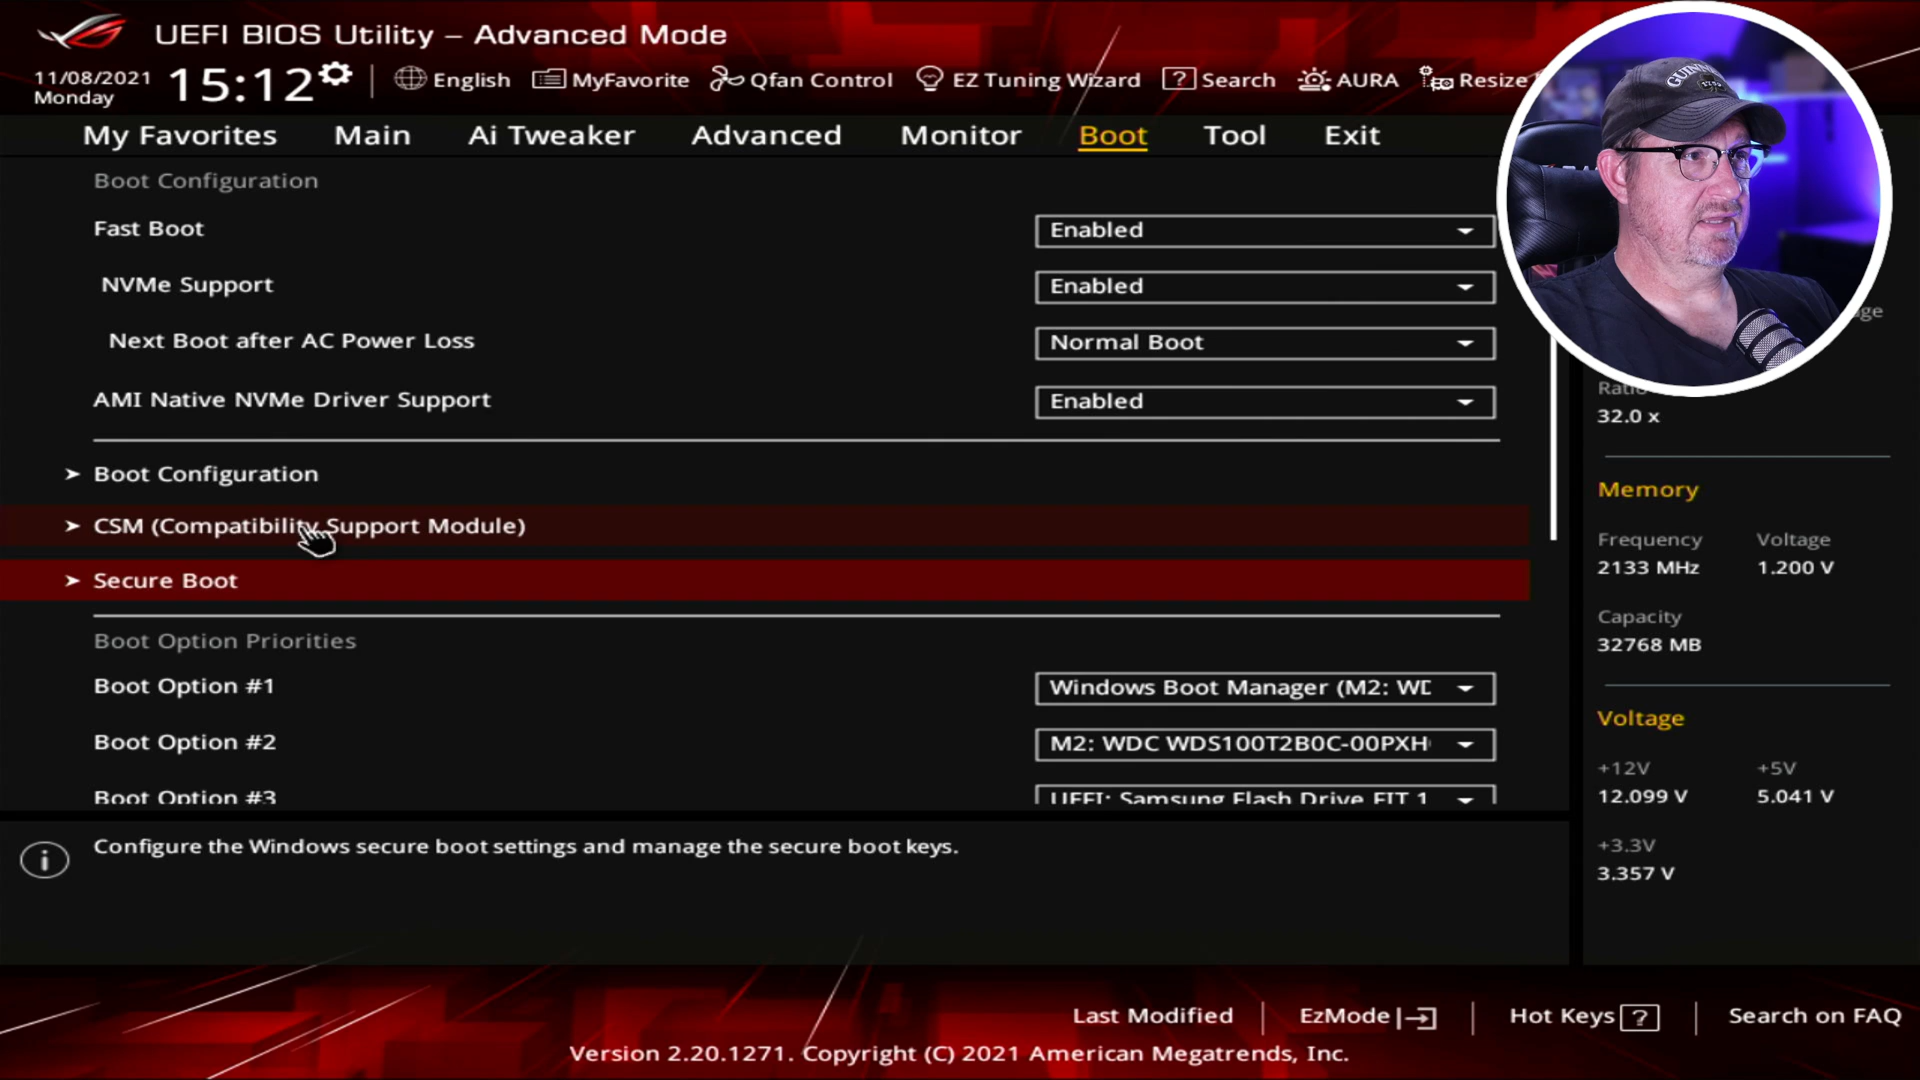 UEFI BIOS Utility – Advanced Mode
11/08/2021
Monday
15:12
English
MyFavorite
Qfan Control
EZ Tuning Wizard
? Search
AURA
Resize
My Favorites
Main
Ai Tweaker
Advanced
Monitor
Boot
Tool
Exit
Boot Configuration
Fast Boot
Enabled
NVMe Support
Enabled
Next Boot after AC Power Loss
Normal Boot
AMI Native NVMe Driver Support
Enabled
Boot Configuration
CSM (Compatibility Support Module)
Secure Boot
Boot Option Priorities
Boot Option #1
Windows Boot Manager (M2: WD
Boot Option #2
M2: WDC WDS100T2B0C-00PXH
Boot Option #3
UEFI: Samsung Flash Drive FIT 1
Configure the Windows secure boot settings and manage the secure boot keys.
32.0 x
Memory
Frequency
Voltage
2133 MHz
1.200 V
Capacity
32768 MB
Voltage
+12V
+5V
12.099 V
5.041 V
+3.3V
3.357 V
Last Modified
EzMode
Hot Keys ?
Search on FAQ
Version 2.20.1271. Copyright (C) 2021 American Megatrends, Inc.